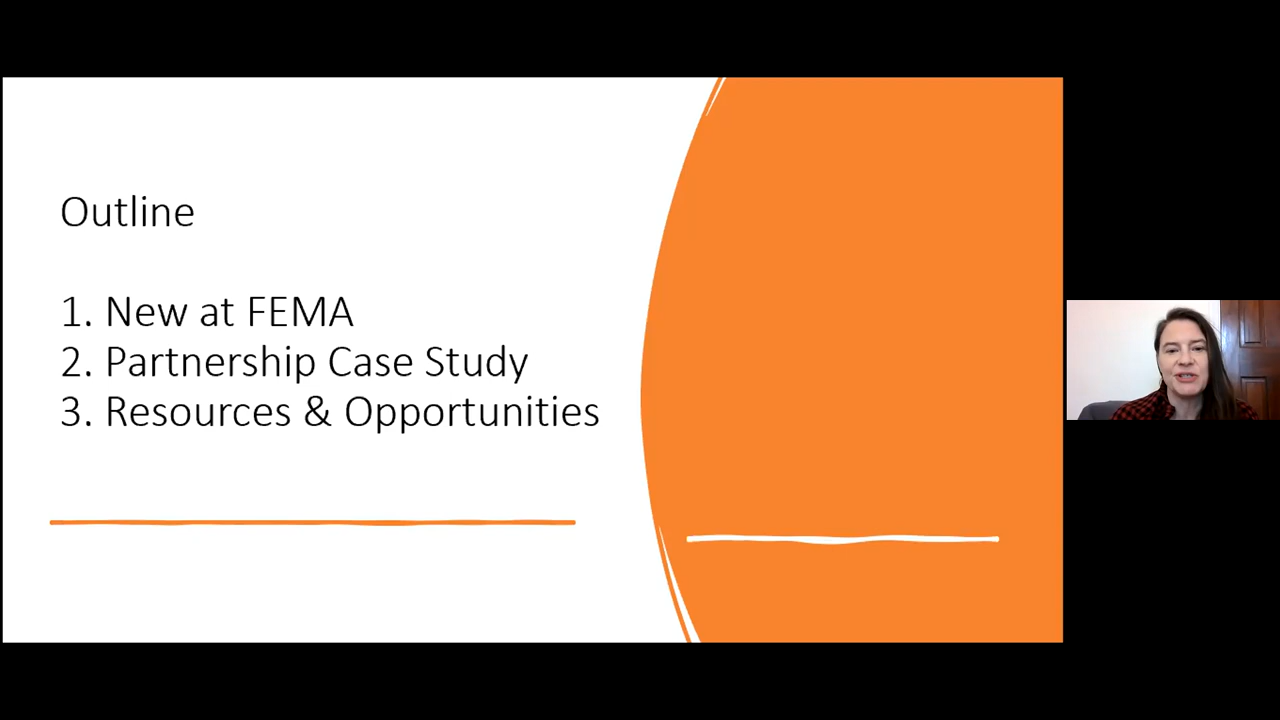 Outline
1. New at FEMA
2. Partnership Case Study
3. Resources & Opportunities